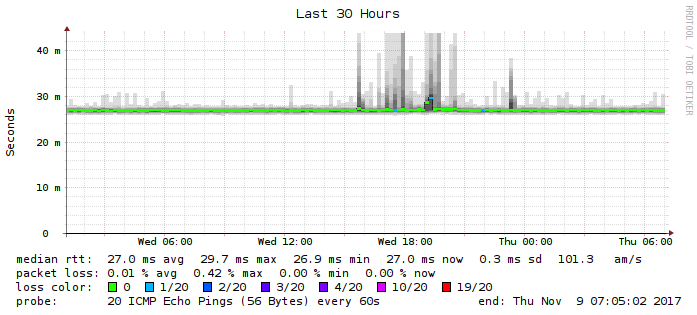 Last 30 Hours
RRDTOOL / TOBI OETIKER
Seconds
40 m
30 m
20 m
10 m
0
Wed 06:00 Wed 12:00 Wed 18:00 Thu 00:00 Thu 06:00
median rtt: 27.0 ms avg 29.7 ms max 26.9 ms min 27.0 ms now 0.3 ms sd 101.3 am/s
packet loss: 0.01 % avg 0.42 % max 0.00 % min 0.00 % now
loss color: 0 1/20 2/20 3/20 4/20 10/20 19/20
probe: 20 ICMP Echo Pings (56 Bytes) every 60s end: Thu Nov 9 07:05:02 2017